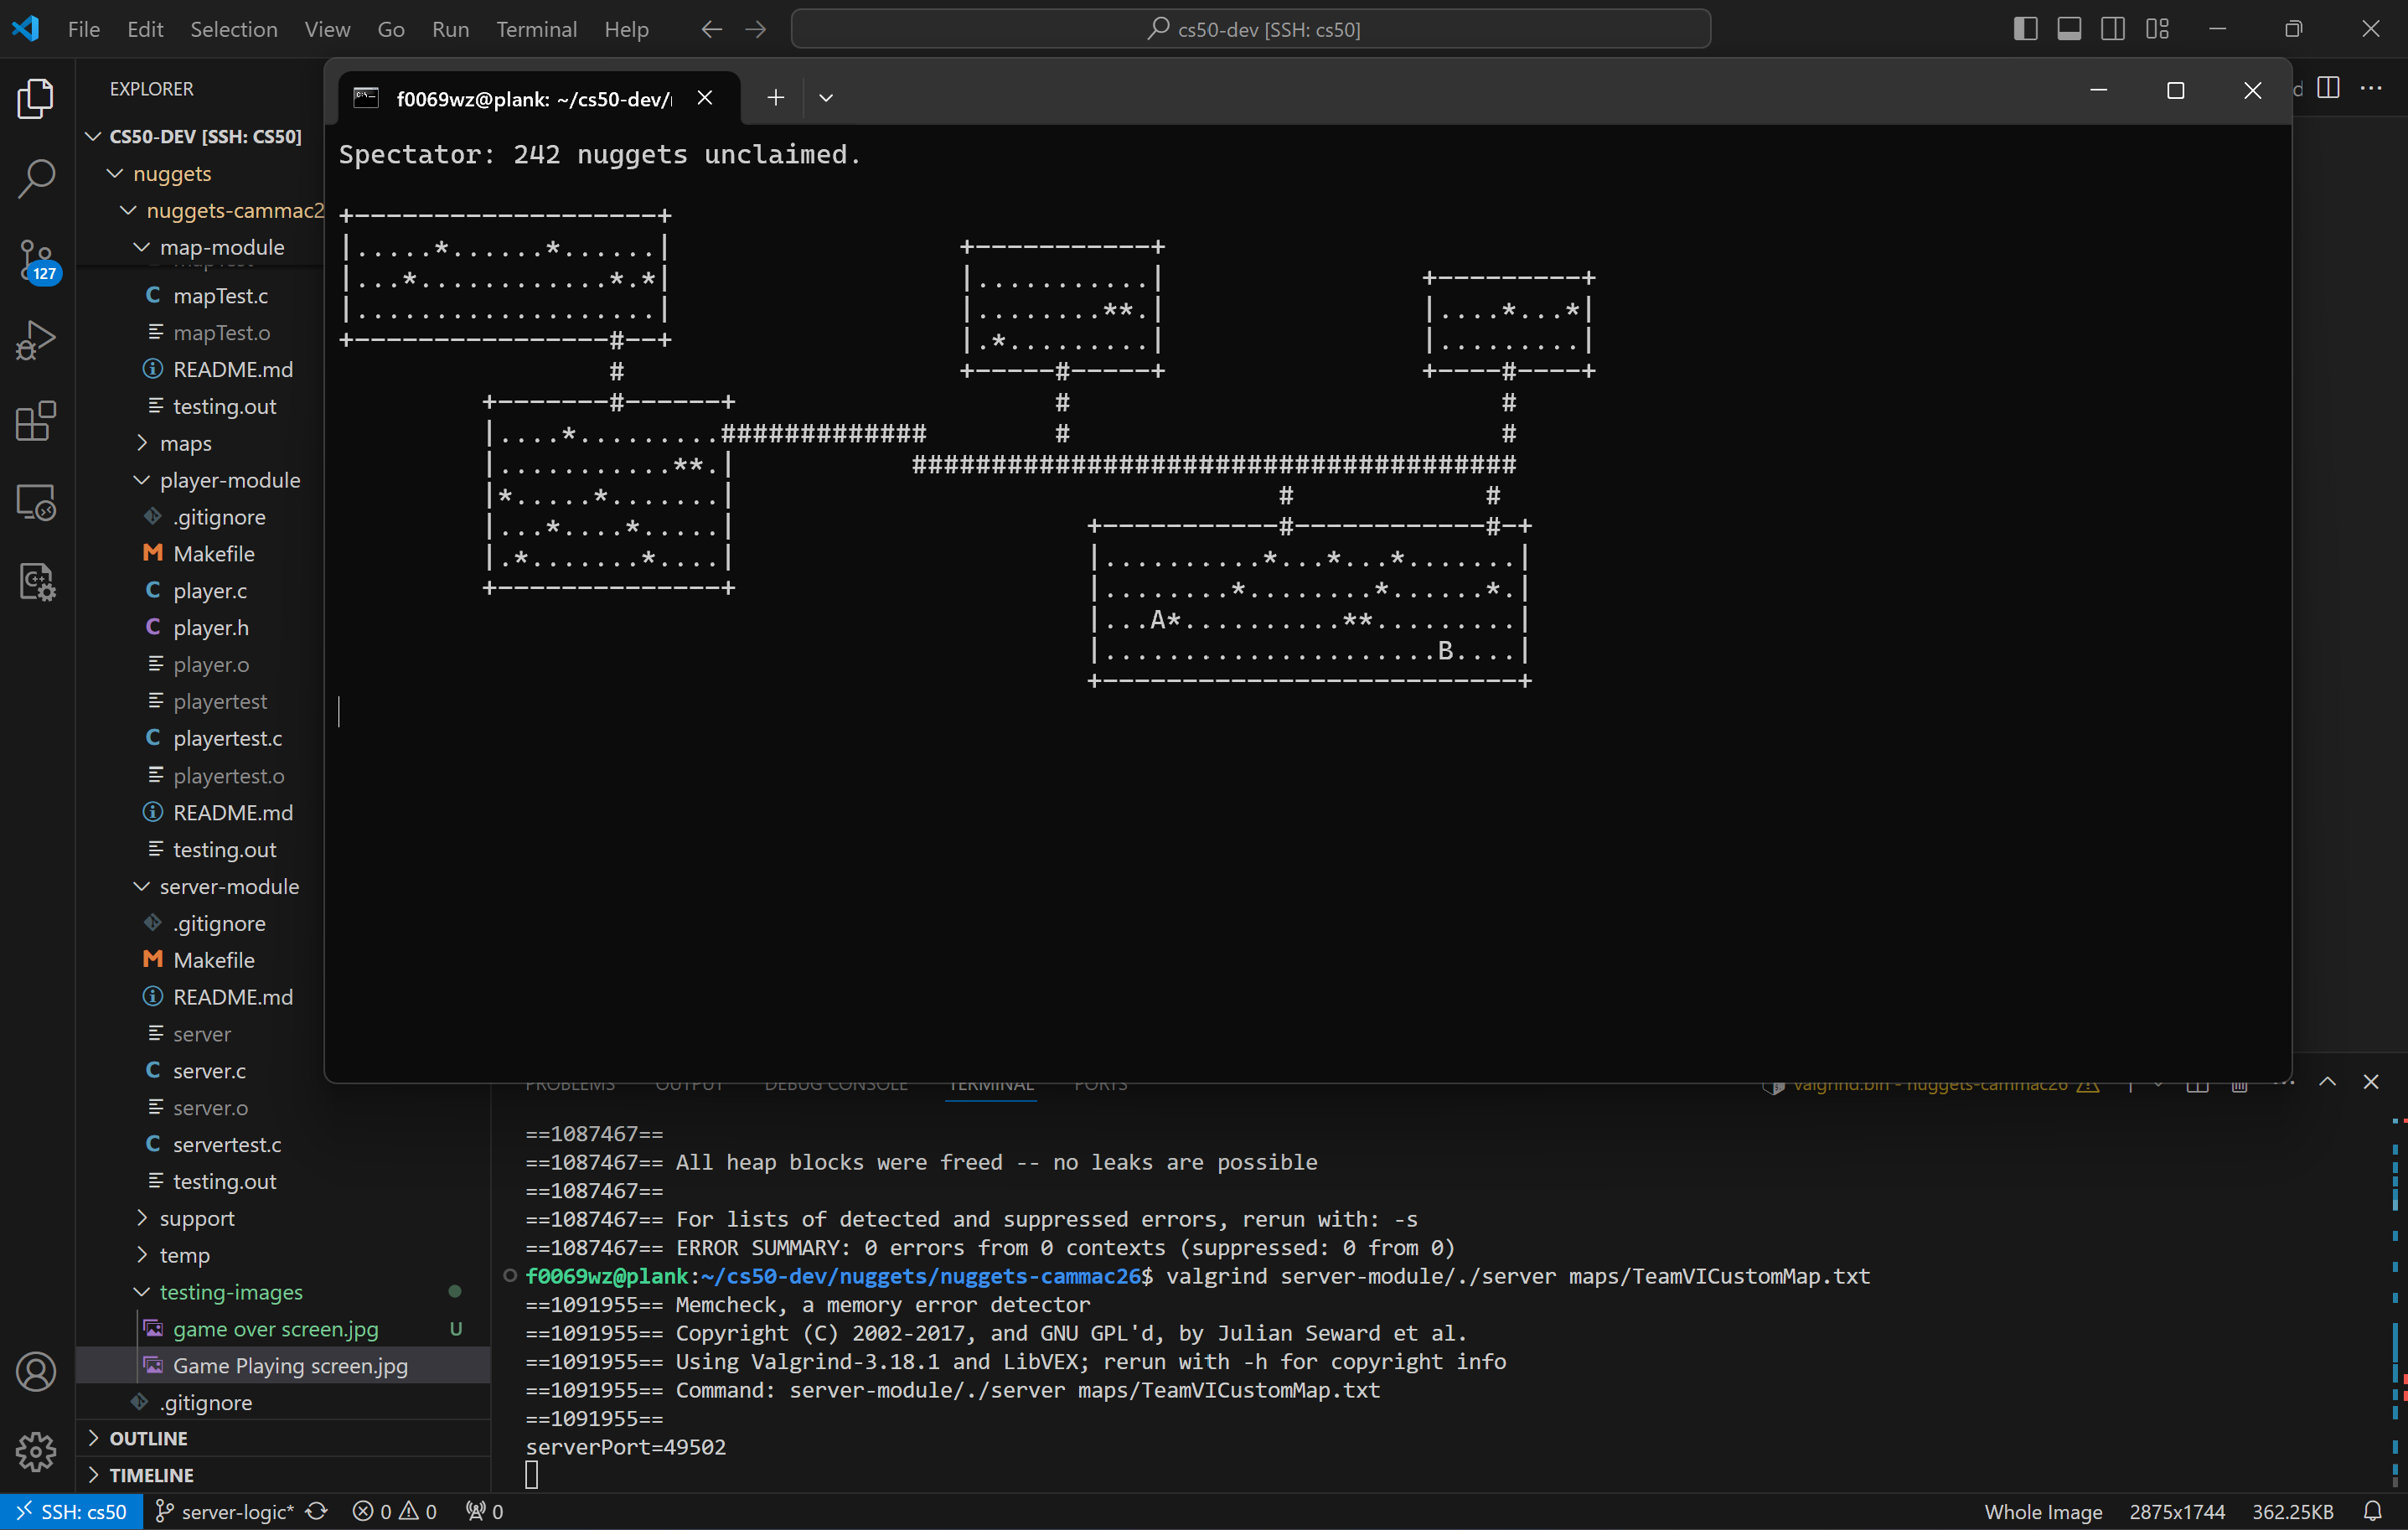 File Edit Selection View Go Run Terminal Help
cs50-dev [SSH: cs50]
EXPLORER
CS50-DEV [SSH: CS50]
nuggets
nuggets-cammac2
map-module
mapTest.c
mapTest.o
README.md
testing.out
maps
player-module
.gitignore
Makefile
player.c
player.h
player.o
playertest
playertest.c
playertest.o
README.md
testing.out
server-module
.gitignore
Makefile
README.md
server
server.c
server.o
servertest.c
testing.out
support
temp
testing-images
game over screen.jpg U
Game Playing screen.jpg
.gitignore
OUTLINE
TIMELINE
127
f0069wz@plank: ~/cs50-dev/
Spectator: 242 nuggets unclaimed.
+------------------+
|.....*......*......| +-----------+
|...*............*.*| |...........| +---------+
|..................| |........**.| |....*...*|
+----------------#--+ |.*.........| |.........|
# +-----#-----+ +----#----+
+-------#------+ # #
|....*.........############# # #
|...........**.| ######################################
|*.....*.......| # #
|...*....*.....| +-----------#------------#-+
|.*.......*....| |..........*...*...*.......|
+--------------+ |........*........*......*.|
|...A*..........**.........|
|.....................B....|
+--------------------------+
PROBLEMS OUTPUT DEBUG CONSOLE TERMINAL PORTS
valgrind.bin - nuggets-cammac26
==1087467==
==1087467== All heap blocks were freed -- no leaks are possible
==1087467==
==1087467== For lists of detected and suppressed errors, rerun with: -s
==1087467== ERROR SUMMARY: 0 errors from 0 contexts (suppressed: 0 from 0)
f0069wz@plank:~/cs50-dev/nuggets/nuggets-cammac26$ valgrind server-module/./server maps/TeamVICustomMap.txt
==1091955== Memcheck, a memory error detector
==1091955== Copyright (C) 2002-2017, and GNU GPL'd, by Julian Seward et al.
==1091955== Using Valgrind-3.18.1 and LibVEX; rerun with -h for copyright info
==1091955== Command: server-module/./server maps/TeamVICustomMap.txt
==1091955==
serverPort=49502
SSH: cs50 server-logic* 0 0 0 Whole Image 2875x1744 362.25KB